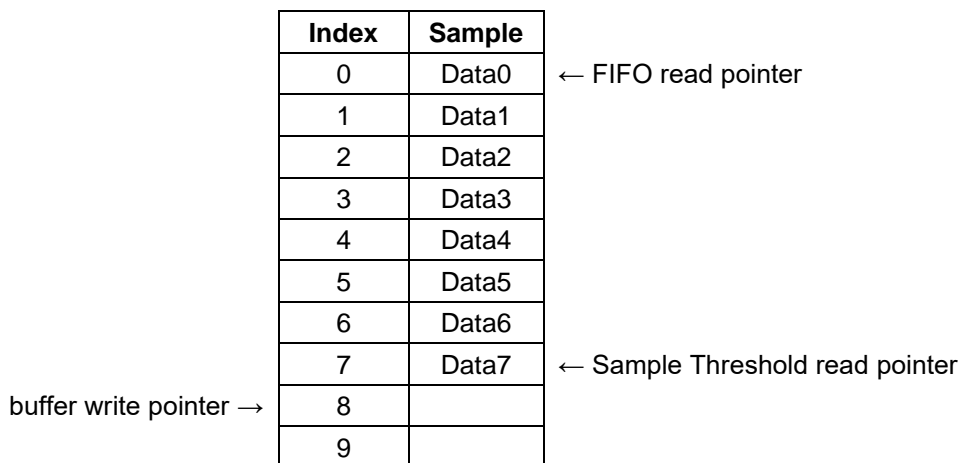 Index Sample
0 Data0 ← FIFO read pointer
1 Data1
2 Data2
3 Data3
4 Data4
5 Data5
6 Data6
7 Data7 ← Sample Threshold read pointer
buffer write pointer → 8
9